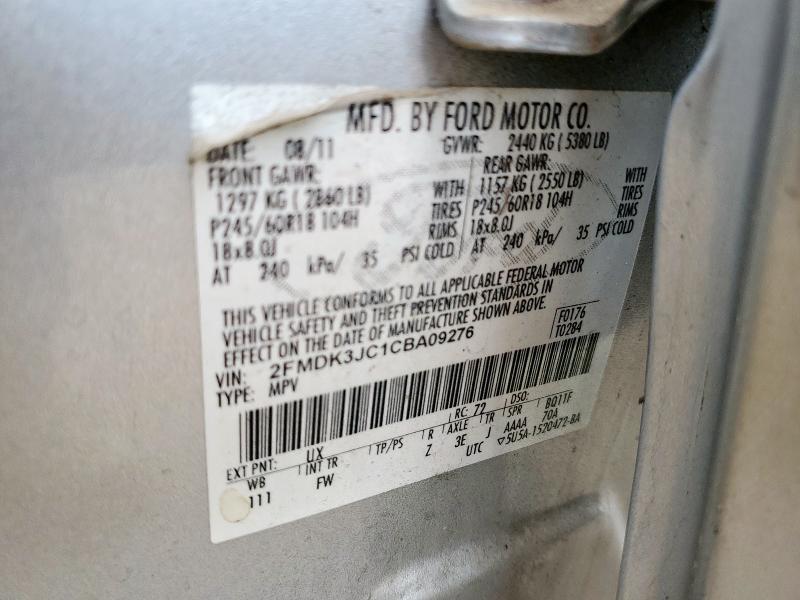 MFD. BY FORD MOTOR CO.
DATE: 08/11 GVWR: 2440 KG ( 5380 LB)
FRONT GAWR: REAR GAWR:
1297 KG ( 2860 LB) WITH 1157 KG ( 2550 LB) WITH
P245/60R18 104H TIRES P245/60R18 104H TIRES
18x8.0J RIMS 18x8.0J RIMS
AT 240 kPa/ 35 PSI COLD AT 240 kPa/ 35 PSI COLD
THIS VEHICLE CONFORMS TO ALL APPLICABLE FEDERAL MOTOR
VEHICLE SAFETY AND THEFT PREVENTION STANDARDS IN
EFFECT ON THE DATE OF MANUFACTURE SHOWN ABOVE.
VIN: 2FMDK3JC1CBA09276 F0176
TYPE: MPV T0284
EXT PNT: UX RC: 72 DSO:
WB INT TR TP/PS R AXLE TR SPR BQ11F
111 FW Z 3E J AAAA 70A
UTC ▽5U5A-1520472-BA